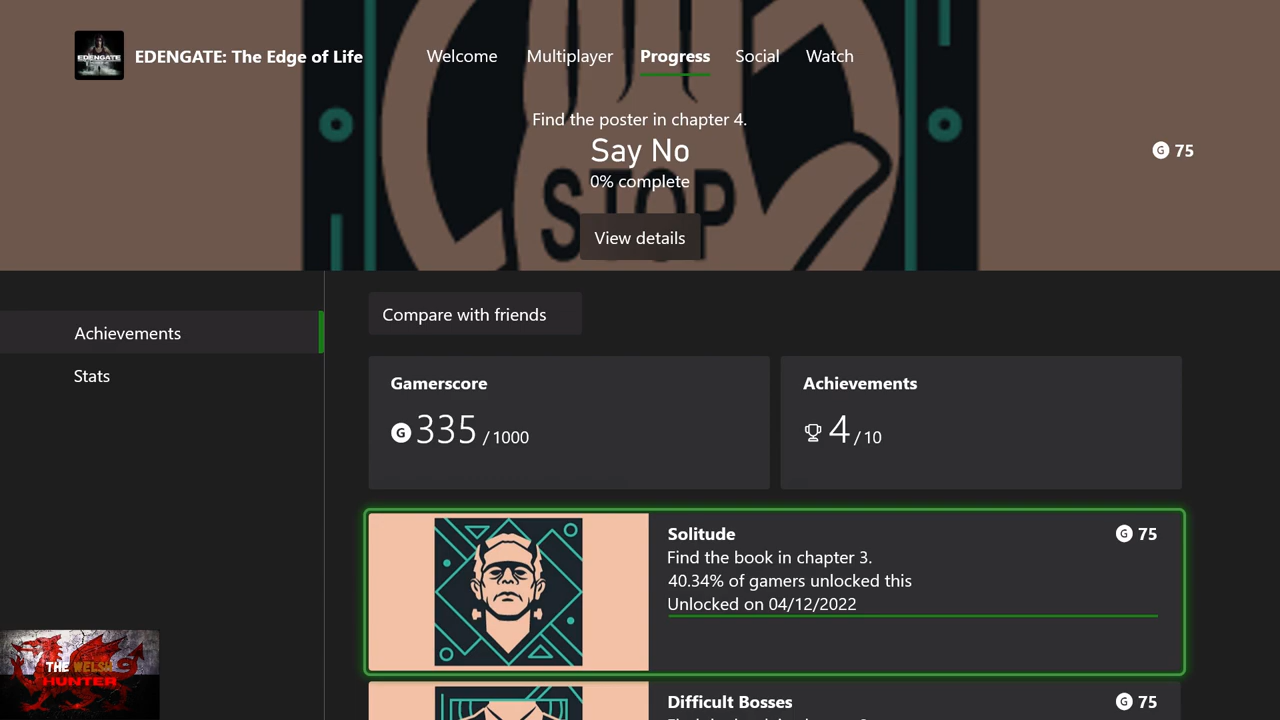 EDENGATE
EDENGATE: The Edge of Life
Welcome
Multiplayer
Progress
Social
Watch
Find the poster in chapter 4.
Say No
0% complete
G 75
STOP
View details
Achievements
Stats
Compare with friends
Gamerscore
G 335 / 1000
Achievements
4 / 10
Solitude
G 75
Find the book in chapter 3.
40.34% of gamers unlocked this
Unlocked on 04/12/2022
Difficult Bosses
G 75
THE WELSH
HUNTER